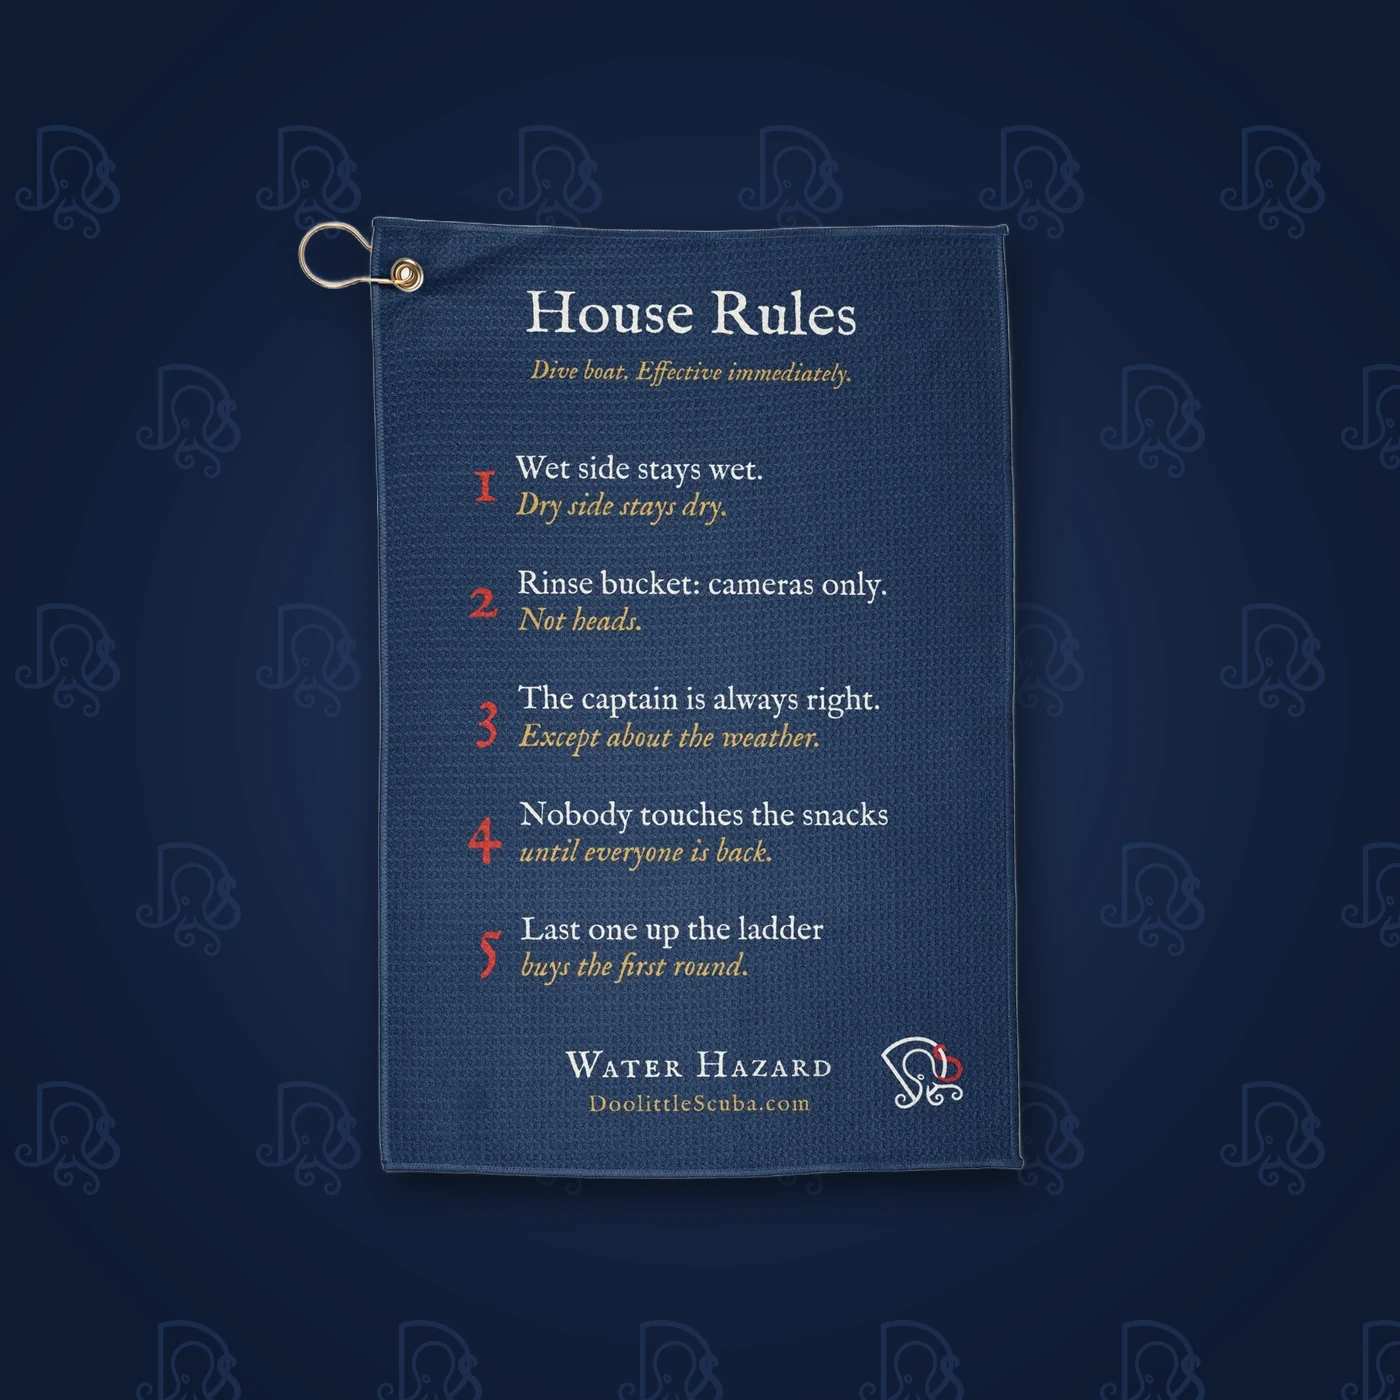 House Rules
Dive boat. Effective immediately.
1
Wet side stays wet.
Dry side stays dry.
2
Rinse bucket: cameras only.
Not heads.
3
The captain is always right.
Except about the weather.
4
Nobody touches the snacks
until everyone is back.
5
Last one up the ladder
buys the first round.
Water Hazard
DoolittleScuba.com